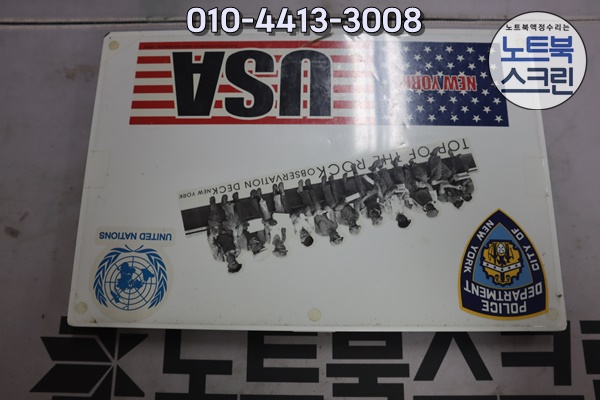 010-4413-3008
노트북액정수리는
노트북
스크린
NEW YORK
USA
TOP OF THE ROCK OBSERVATION DECK NEW YORK
UNITED NATIONS
CITY OF
NEW YORK
POLICE
DEPARTMENT
노트북스크린